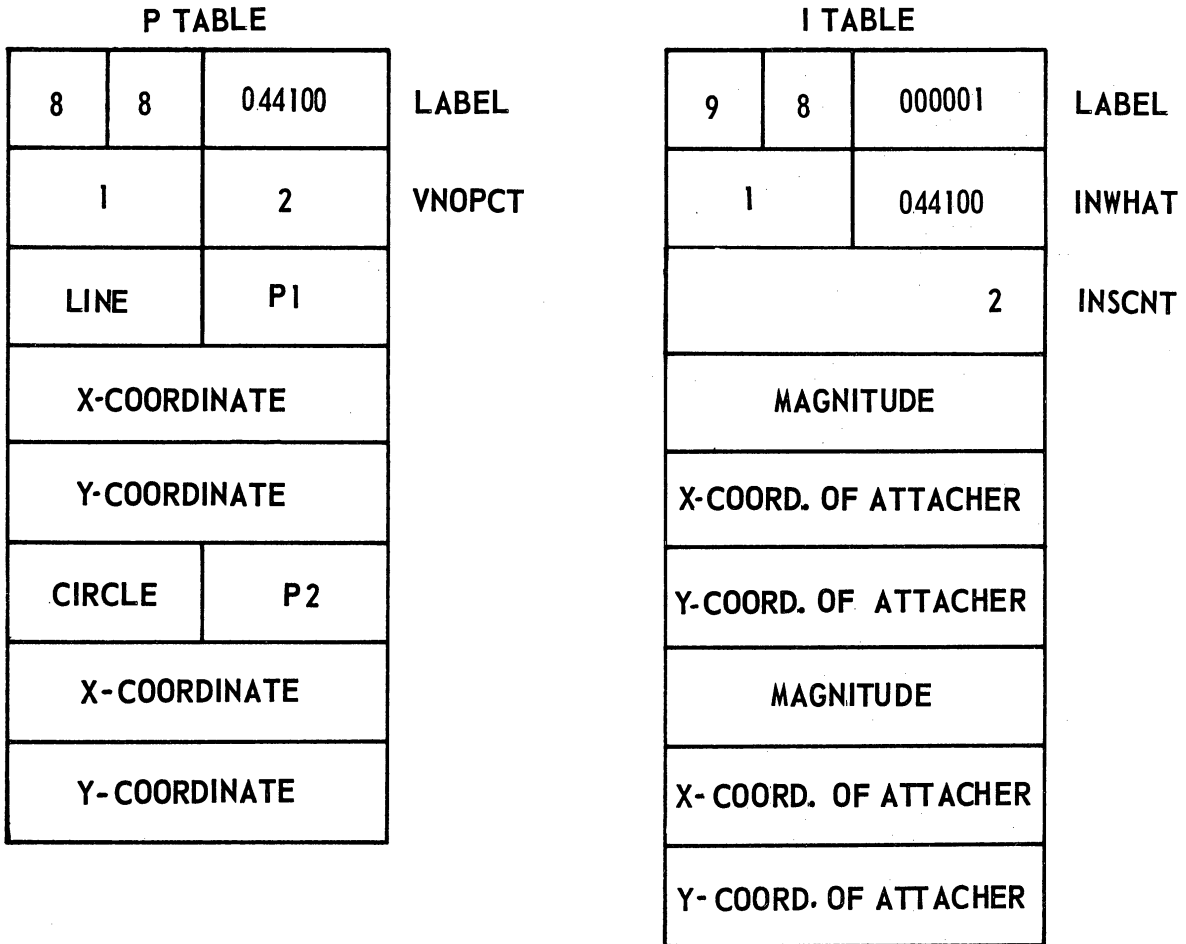 P TABLE
8 8 044100 LABEL
1 2 VNOPCT
LINE P1
X-COORDINATE
Y-COORDINATE
CIRCLE P2
X-COORDINATE
Y-COORDINATE
I TABLE
9 8 000001 LABEL
1 044100 INWHAT
2 INSCNT
MAGNITUDE
X-COORD. OF ATTACHER
Y-COORD. OF ATTACHER
MAGNITUDE
X-COORD. OF ATTACHER
Y-COORD. OF ATTACHER